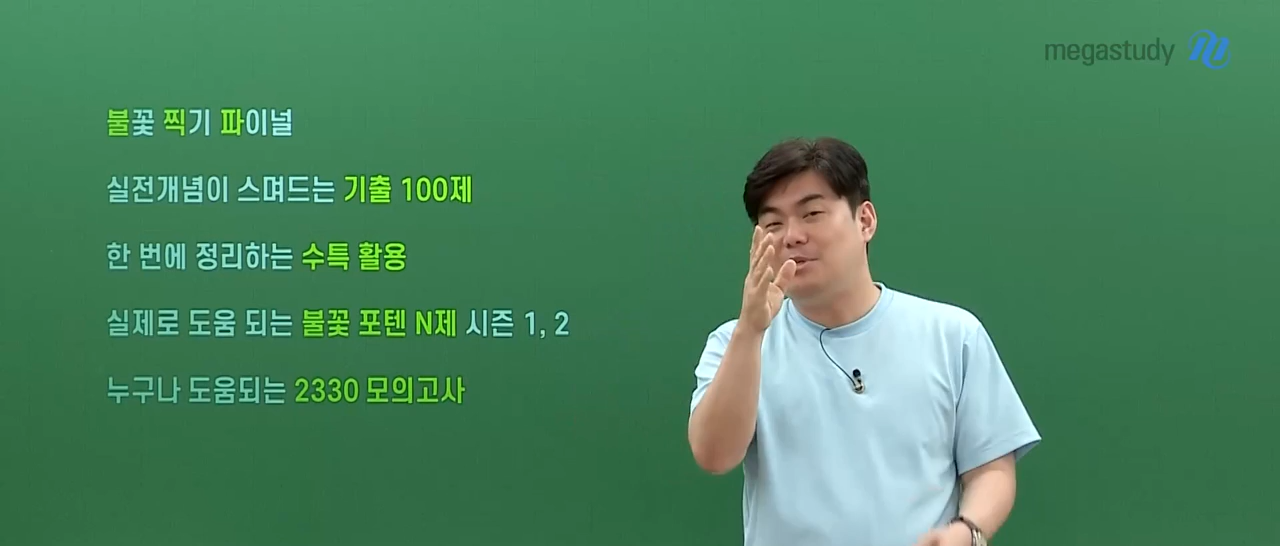 megastudy
불꽃 찍기 파이널
실전개념이 스며드는 기출 100제
한 번에 정리하는 수특 활용
실제로 도움 되는 불꽃 포텐 N제 시즌 1, 2
누구나 도움되는 2330 모의고사